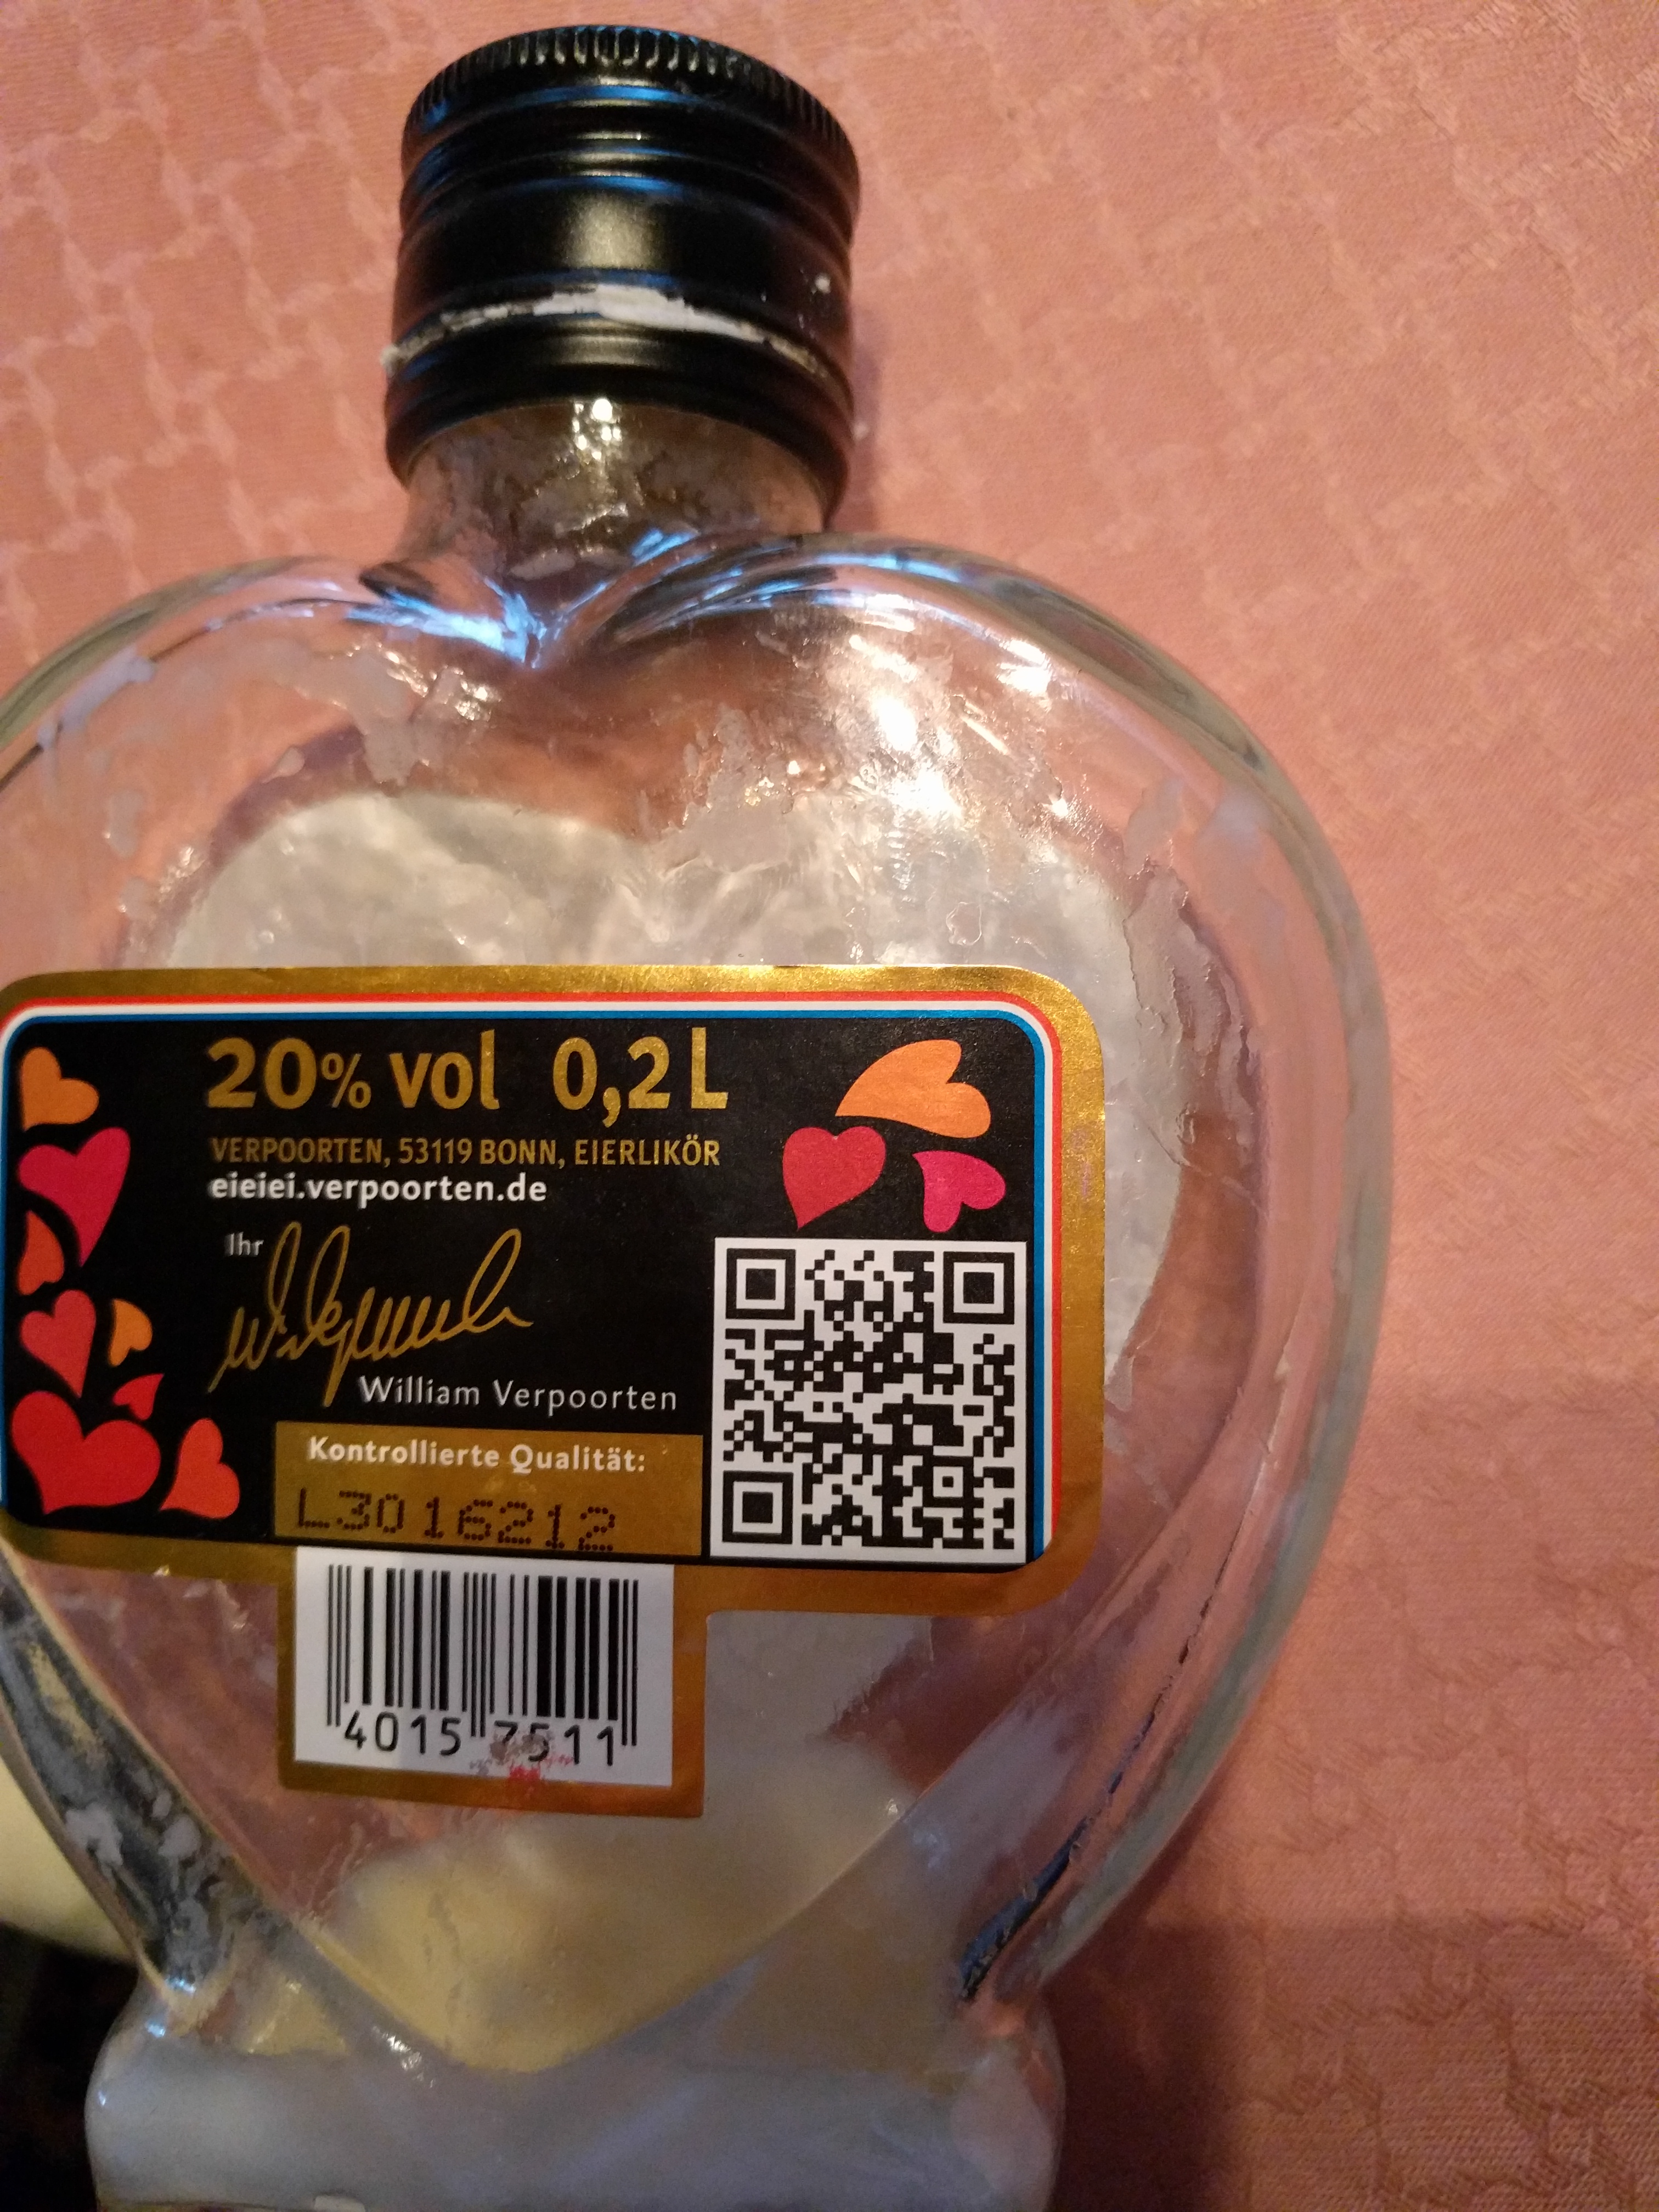 20% vol 0,2 L
VERPOORTEN, 53119 BONN, EIERLIKÖR
eieiei.verpoorten.de
Ihr
William Verpoorten
Kontrollierte Qualität:
L3016212
4015 7511